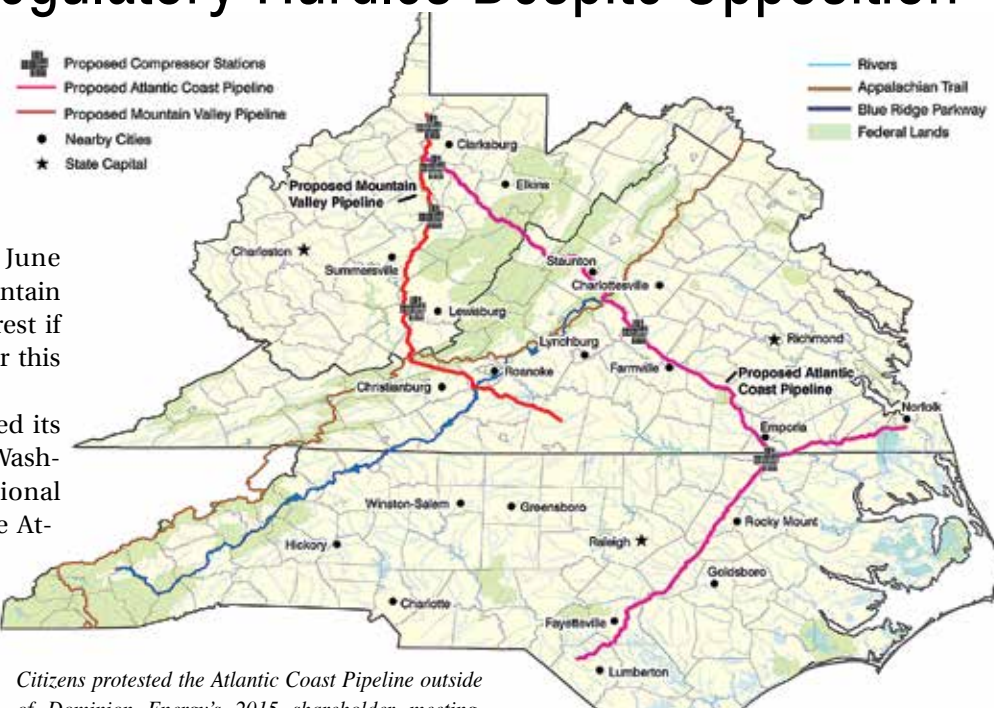 Regulatory Hurdles Despite Opposition
Proposed Compressor Stations
Proposed Atlantic Coast Pipeline
Proposed Mountain Valley Pipeline
Nearby Cities
State Capital
Rivers
Appalachian Trail
Blue Ridge Parkway
Federal Lands
June
ntain
rest if
r this
ed its
Wash-
ional
e At-
Clarksburg
Elkins
Proposed Mountain
Valley Pipeline
Charleston
Summersville
Staunton
Charlottesville
Lewisburg
Lynchburg
Richmond
Roanoke
Farmville
Christianburg
Proposed Atlantic
Coast Pipeline
Norfolk
Emporia
Winston-Salem
Greensboro
Rocky Mount
Hickory
Raleigh
Goldsboro
Charlotte
Fayetteville
Lumberton
Citizens protested the Atlantic Coast Pipeline outside
of Dominion Energy's 2015 shareholder meeting